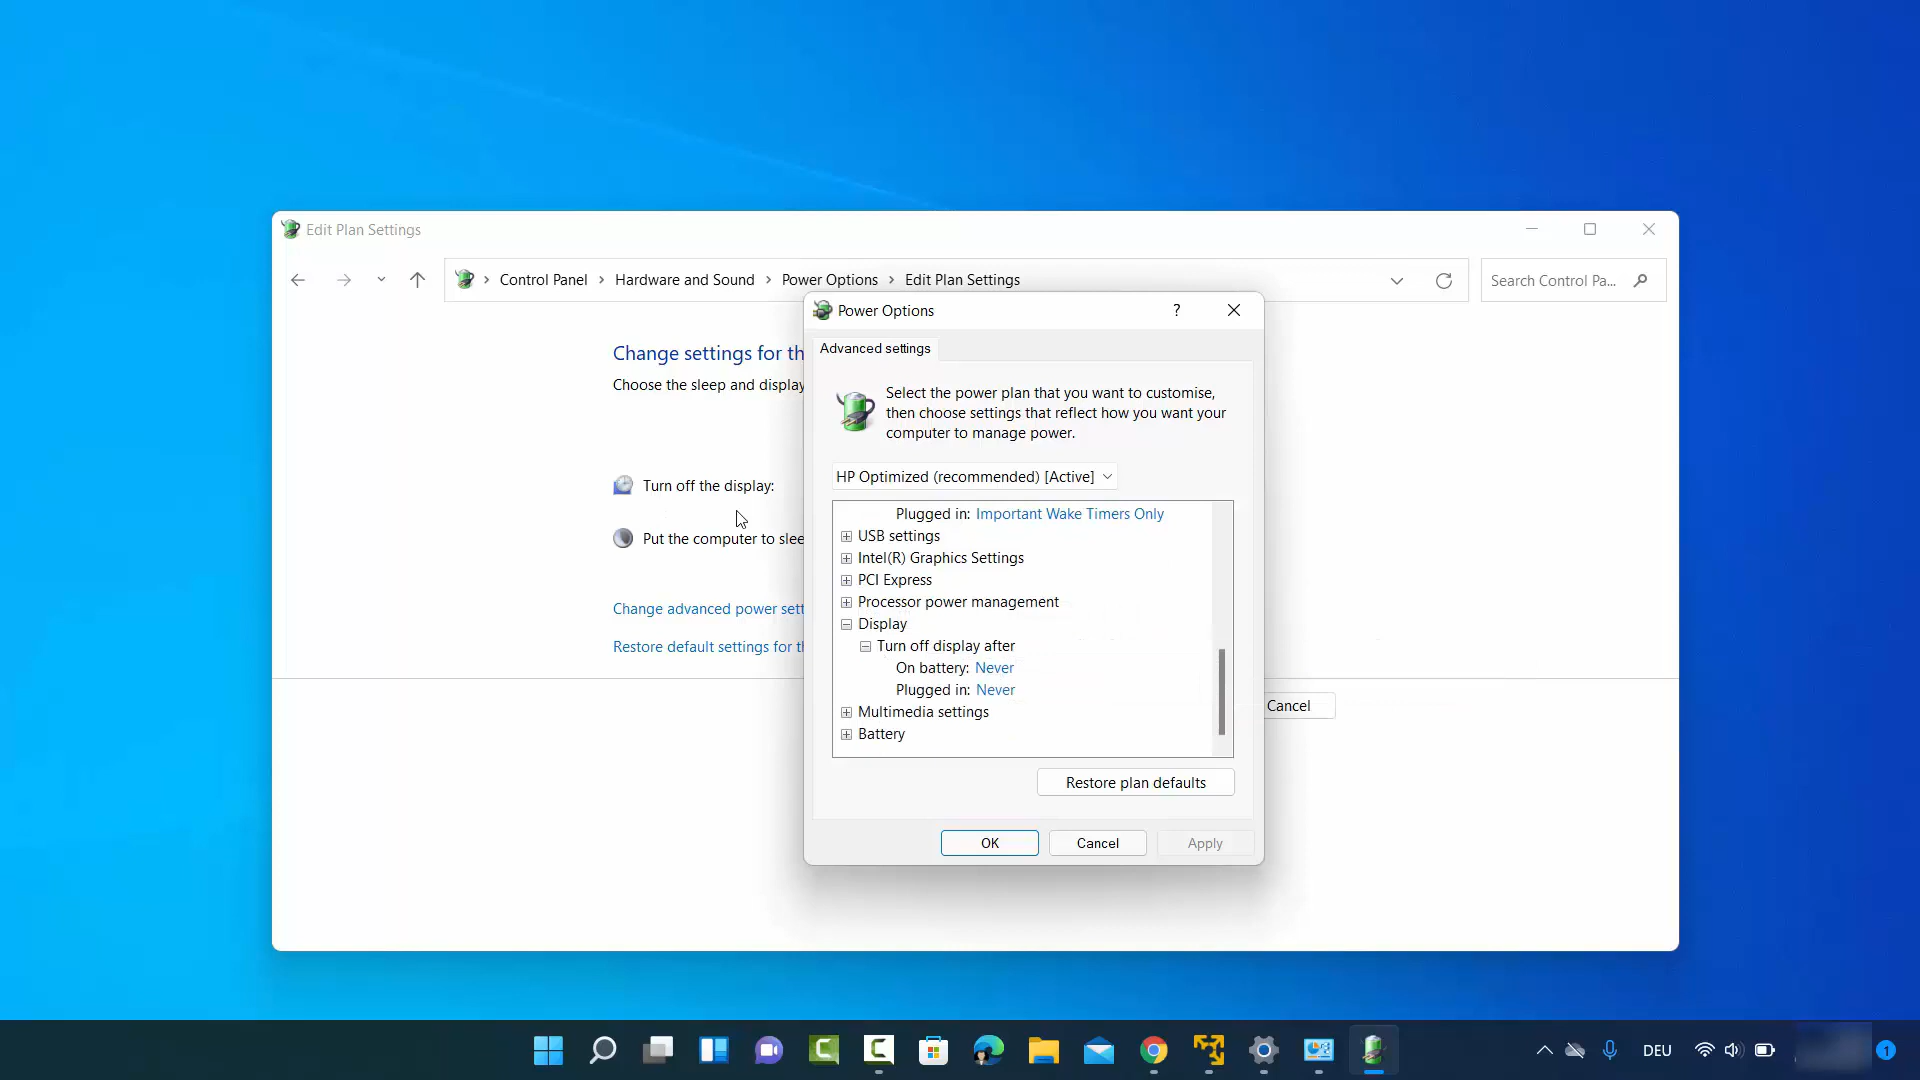 Edit Plan Settings
Control Panel
Hardware and Sound
Power Options
Edit Plan Settings
Search Control Pa...
Power Options
?
Advanced settings
Change settings for th
Choose the sleep and display
Select the power plan that you want to customise,
then choose settings that reflect how you want your
computer to manage power.
HP Optimized (recommended) [Active]
Turn off the display:
Put the computer to slee
Change advanced power sett
Restore default settings for th
Plugged in: Important Wake Timers Only
USB settings
Intel(R) Graphics Settings
PCI Express
Processor power management
Display
Turn off display after
On battery: Never
Plugged in: Never
Multimedia settings
Battery
Cancel
Restore plan defaults
OK
Cancel
Apply
DEU
1